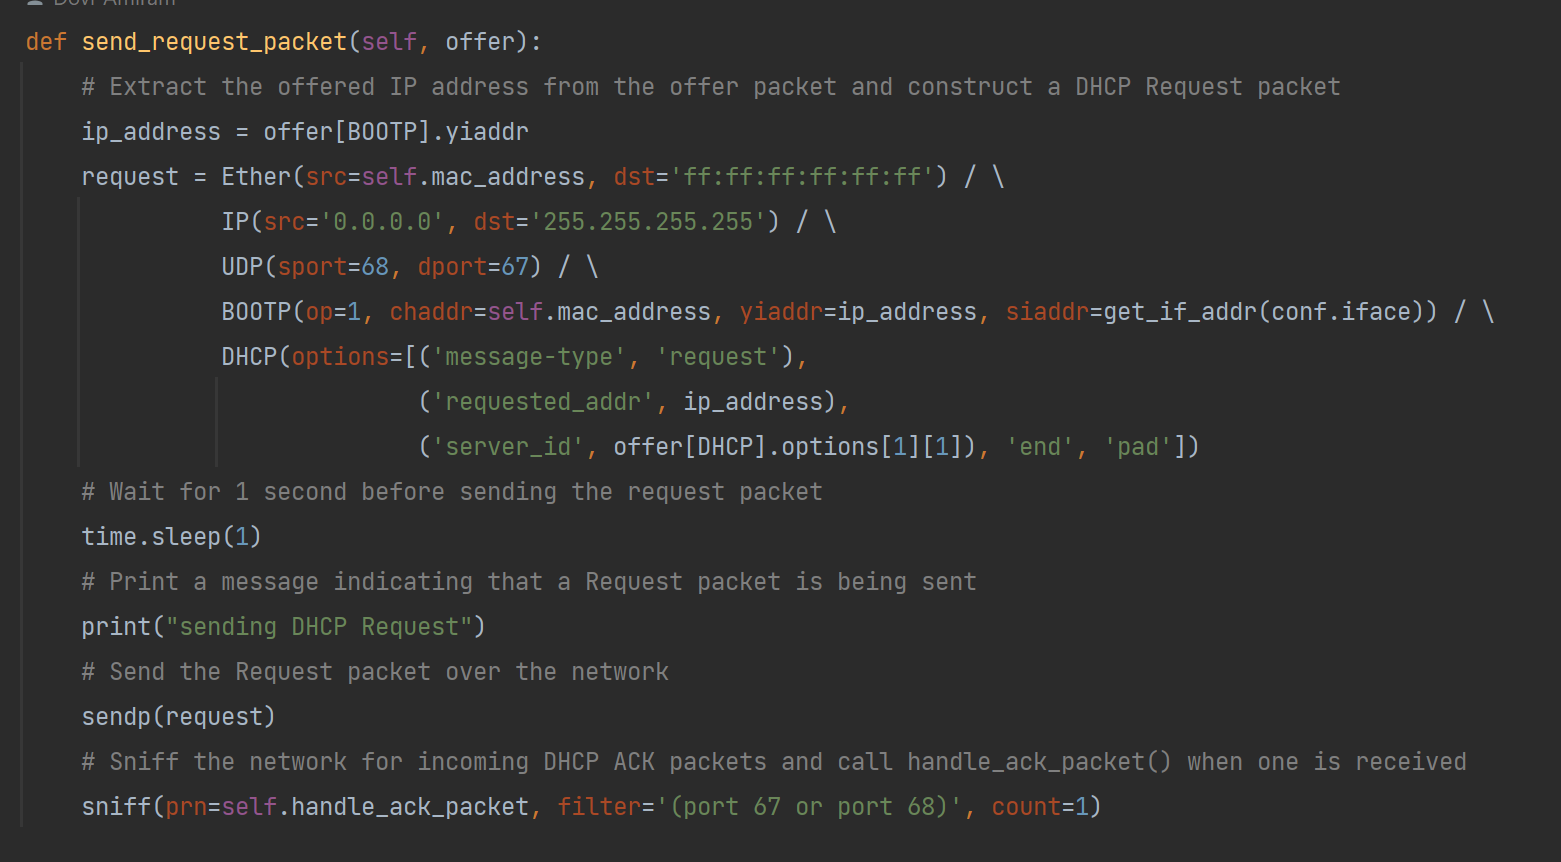 def send_request_packet(self, offer):
# Extract the offered IP address from the offer packet and construct a DHCP Request packet
ip_address = offer[BOOTP].yiaddr
request = Ether(src=self.mac_address, dst='ff:ff:ff:ff:ff:ff') / \
IP(src='0.0.0.0', dst='255.255.255.255') / \
UDP(sport=68, dport=67) / \
BOOTP(op=1, chaddr=self.mac_address, yiaddr=ip_address, siaddr=get_if_addr(conf.iface)) / \
DHCP(options=[('message-type', 'request'),
('requested_addr', ip_address),
('server_id', offer[DHCP].options[1][1]), 'end', 'pad'])
# Wait for 1 second before sending the request packet
time.sleep(1)
# Print a message indicating that a Request packet is being sent
print("sending DHCP Request")
# Send the Request packet over the network
sendp(request)
# Sniff the network for incoming DHCP ACK packets and call handle_ack_packet() when one is received
sniff(prn=self.handle_ack_packet, filter='(port 67 or port 68)', count=1)